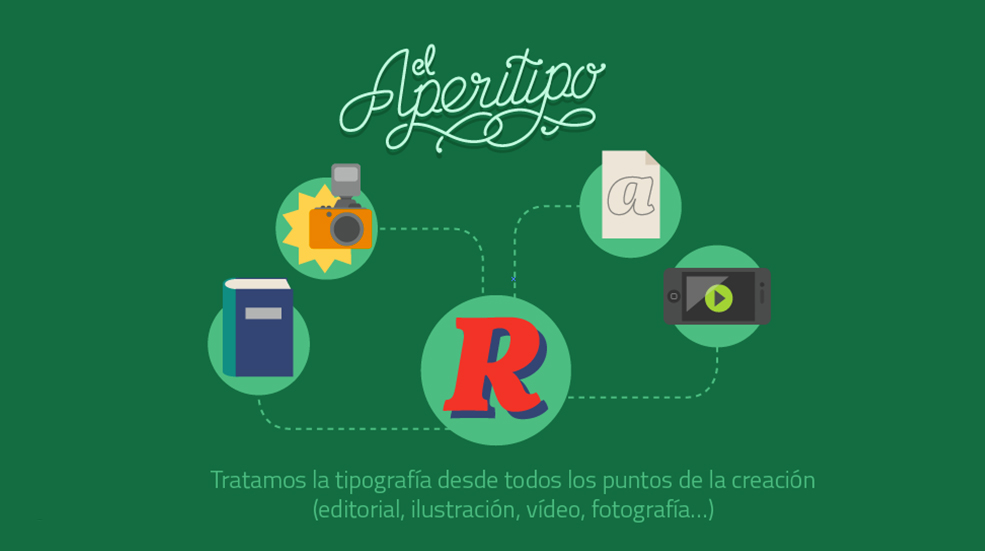 el
Aperitipo
a
R
Tratamos la tipografía desde todos los puntos de la creación
(editorial, ilustración, vídeo, fotografía...)